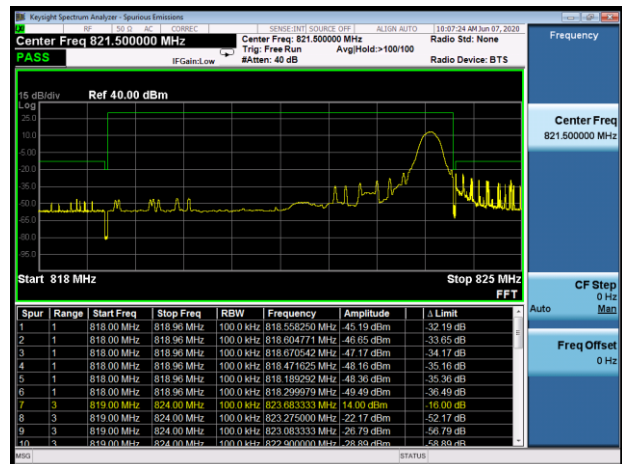 Keysight Spectrum Analyzer - Spurious Emissions
RF 50 Ω AC CORREC SENSE:INT SOURCE OFF ALIGN AUTO 10:07:24 AM Jun 07, 2020
Center Freq 821.500000 MHz Center Freq: 821.500000 MHz Radio Std: None
Trig: Free Run Avg|Hold:>100/100
PASS IFGain:Low #Atten: 40 dB Radio Device: BTS
15 dB/div Ref 40.00 dBm
Log
25.0
10.0
-5.00
-20.0
-35.0
-50.0
-65.0
-80.0
-95.0
Start 818 MHz Stop 825 MHz
FFT
Spur Range Start Freq Stop Freq RBW Frequency Amplitude Δ Limit
1 1 818.00 MHz 818.96 MHz 100.0 kHz 818.558250 MHz -45.19 dBm -32.19 dB
2 1 818.00 MHz 818.96 MHz 100.0 kHz 818.604771 MHz -46.65 dBm -33.65 dB
3 1 818.00 MHz 818.96 MHz 100.0 kHz 818.670542 MHz -47.17 dBm -34.17 dB
4 1 818.00 MHz 818.96 MHz 100.0 kHz 818.471625 MHz -48.16 dBm -35.16 dB
5 1 818.00 MHz 818.96 MHz 100.0 kHz 818.189292 MHz -48.36 dBm -35.36 dB
6 1 818.00 MHz 818.96 MHz 100.0 kHz 818.299979 MHz -49.49 dBm -36.49 dB
7 3 819.00 MHz 824.00 MHz 100.0 kHz 823.683333 MHz 14.00 dBm -16.00 dB
8 3 819.00 MHz 824.00 MHz 100.0 kHz 823.275000 MHz -22.17 dBm -52.17 dB
9 3 819.00 MHz 824.00 MHz 100.0 kHz 823.083333 MHz -26.79 dBm -56.79 dB
10 3 819.00 MHz 824.00 MHz 100.0 kHz 822.900000 MHz -28.89 dBm -58.89 dB
MSG STATUS
Frequency
Center Freq
821.500000 MHz
CF Step
0 Hz
Auto Man
Freq Offset
0 Hz